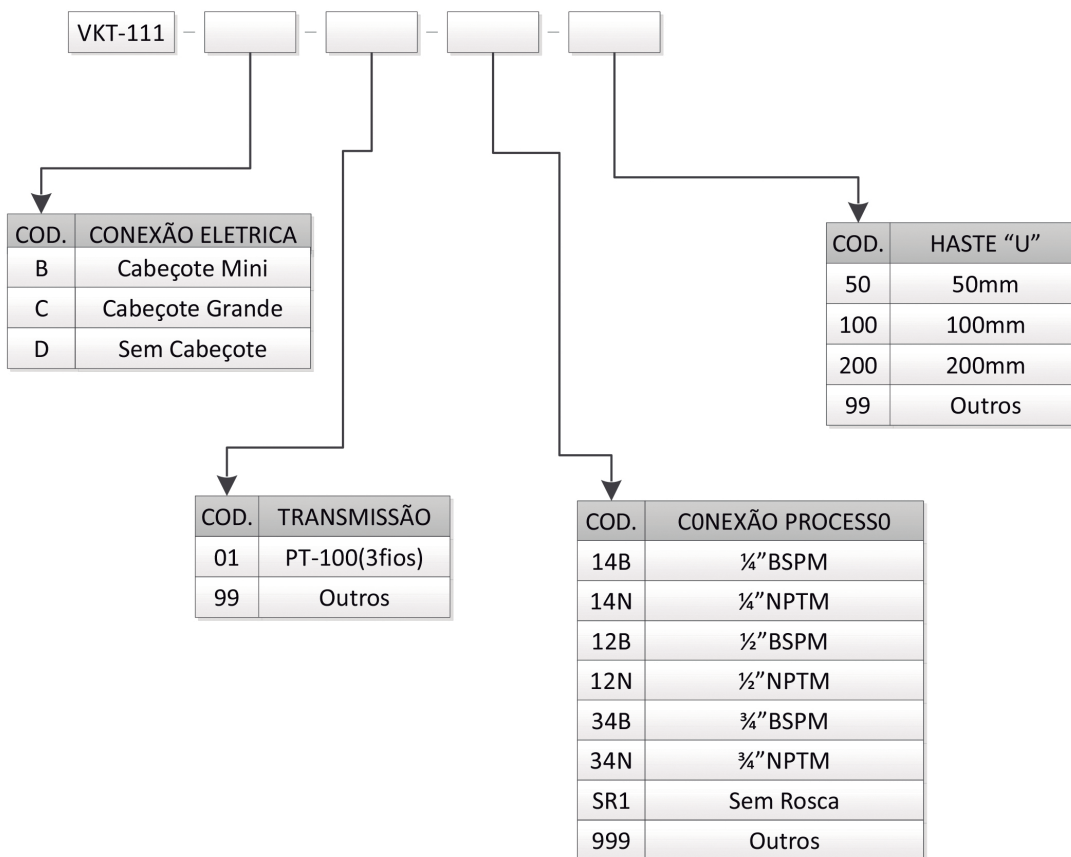 VKT-111 – – – –
COD. CONEXÃO ELETRICA
B Cabeçote Mini
C Cabeçote Grande
D Sem Cabeçote
COD. HASTE “U”
50 50mm
100 100mm
200 200mm
99 Outros
COD. TRANSMISSÃO
01 PT-100(3fios)
99 Outros
COD. C0NEXÃO PROCESS0
14B ¼”BSPM
14N ¼”NPTM
12B ½”BSPM
12N ½”NPTM
34B ¾”BSPM
34N ¾”NPTM
SR1 Sem Rosca
999 Outros